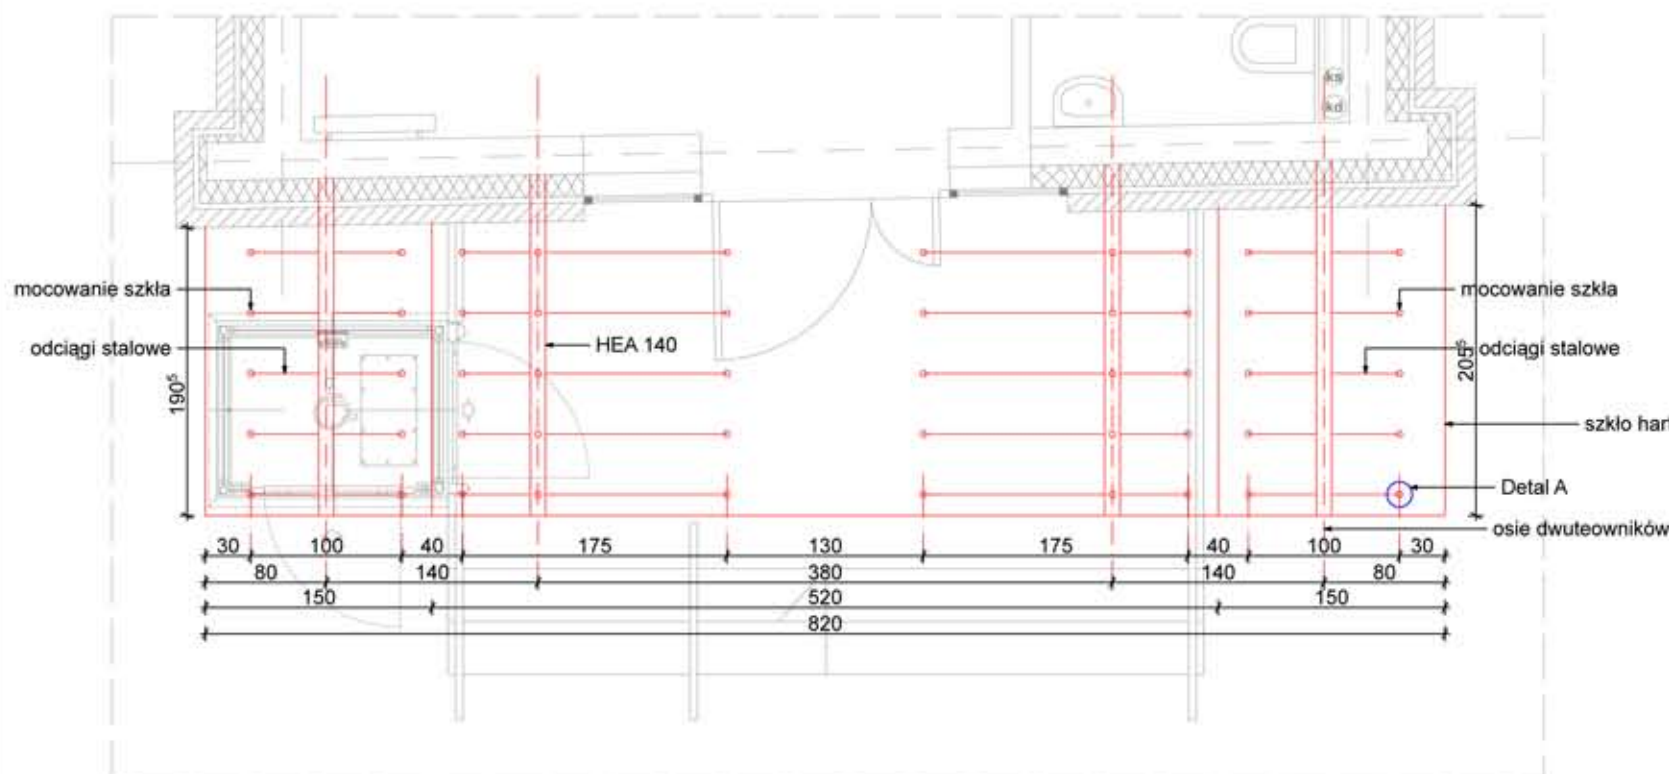 ks
kd
mocowanie szkła
mocowanie szkła
odciągi stalowe
HEA 140
odciągi stalowe
190⁵
205⁵
szkło har
Detal A
osie dwuteowników
30 100 40 175 130 175 40 100 30
80 140 380 140 80
150 520 150
820